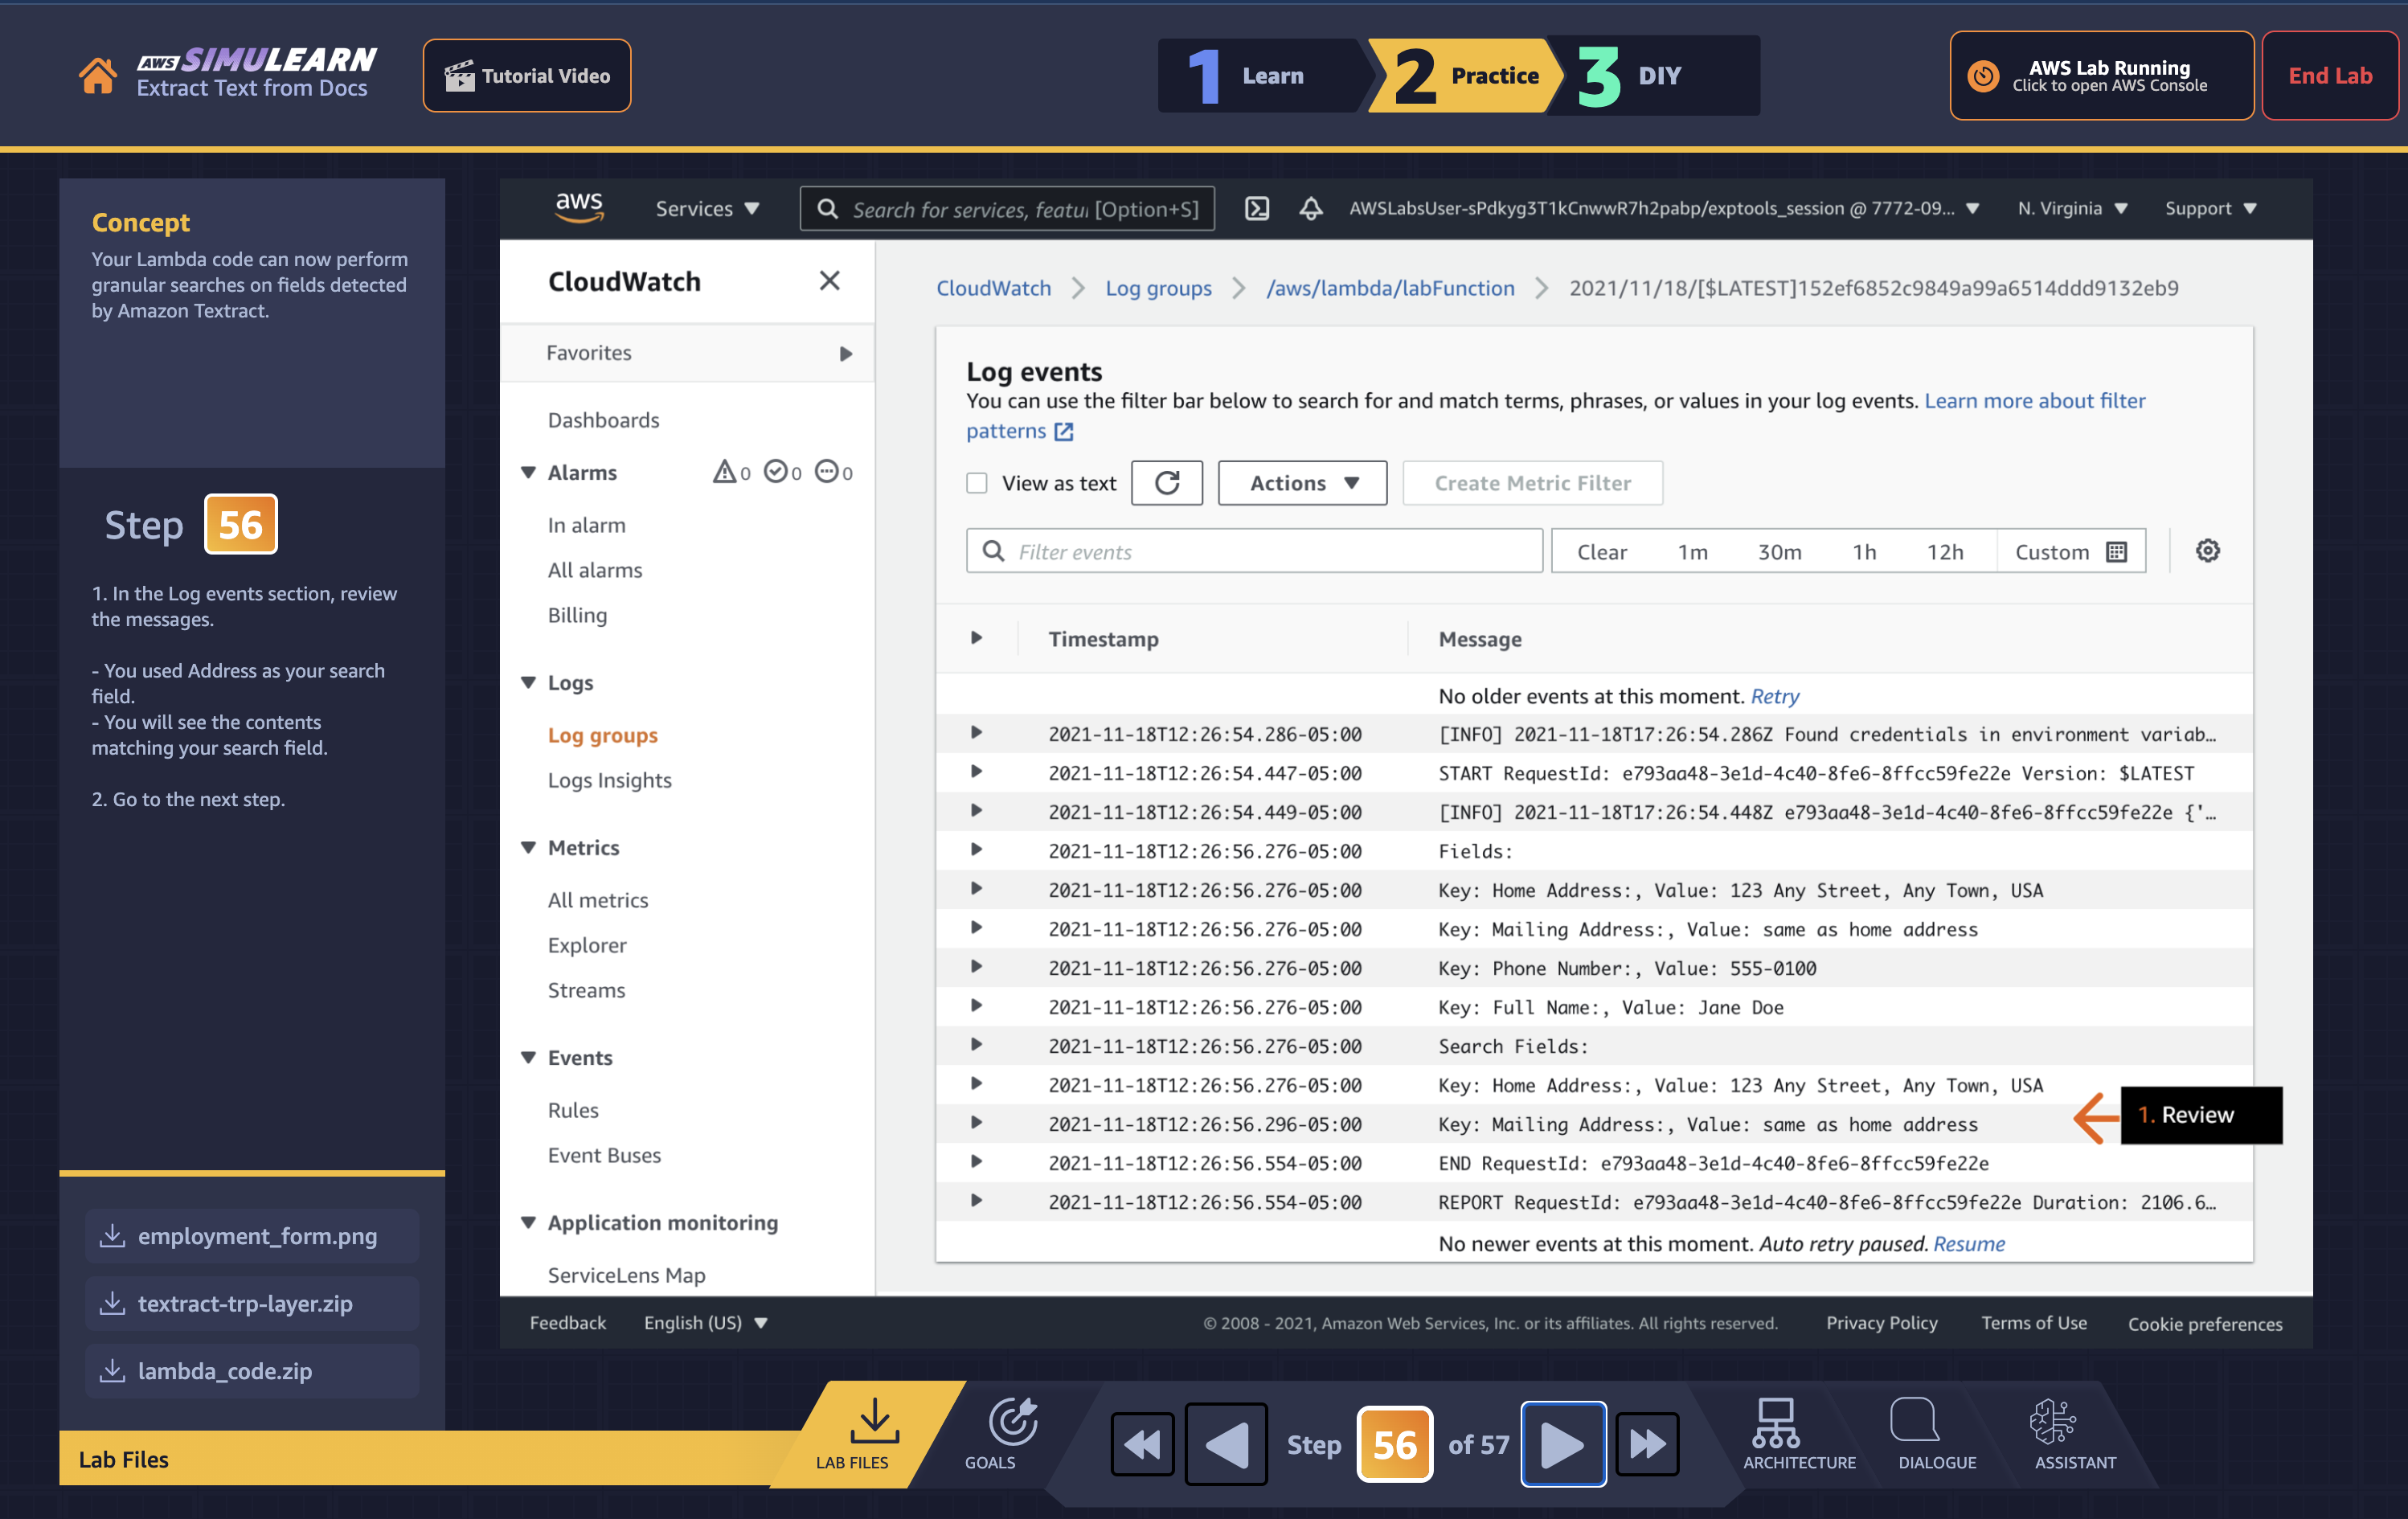 AWS SIMULEARN
Extract Text from Docs
Tutorial Video
1 Learn
2 Practice
3 DIY
AWS Lab Running
Click to open AWS Console
End Lab
Concept
Your Lambda code can now perform
granular searches on fields detected
by Amazon Textract.
Step 56
1. In the Log events section, review
the messages.
- You used Address as your search
field.
- You will see the contents
matching your search field.
2. Go to the next step.
employment_form.png
textract-trp-layer.zip
lambda_code.zip
Lab Files
aws
Services
Search for services, featu [Option+S]
AWSLabsUser-sPdkyg3T1kCnwwR7h2pabp/exptools_session @ 7772-09...
N. Virginia
Support
CloudWatch
Favorites
Dashboards
Alarms 0 0 0
In alarm
All alarms
Billing
Logs
Log groups
Logs Insights
Metrics
All metrics
Explorer
Streams
Events
Rules
Event Buses
Application monitoring
ServiceLens Map
CloudWatch > Log groups > /aws/lambda/labFunction > 2021/11/18/[$LATEST]152ef6852c9849a99a6514ddd9132eb9
Log events
You can use the filter bar below to search for and match terms, phrases, or values in your log events. Learn more about filter
patterns
View as text
Actions
Create Metric Filter
Filter events
Clear 1m 30m 1h 12h Custom
Timestamp Message
No older events at this moment. Retry
2021-11-18T12:26:54.286-05:00 [INFO] 2021-11-18T17:26:54.286Z Found credentials in environment variab…
2021-11-18T12:26:54.447-05:00 START RequestId: e793aa48-3e1d-4c40-8fe6-8ffcc59fe22e Version: $LATEST
2021-11-18T12:26:54.449-05:00 [INFO] 2021-11-18T17:26:54.448Z e793aa48-3e1d-4c40-8fe6-8ffcc59fe22e {'…
2021-11-18T12:26:56.276-05:00 Fields:
2021-11-18T12:26:56.276-05:00 Key: Home Address:, Value: 123 Any Street, Any Town, USA
2021-11-18T12:26:56.276-05:00 Key: Mailing Address:, Value: same as home address
2021-11-18T12:26:56.276-05:00 Key: Phone Number:, Value: 555-0100
2021-11-18T12:26:56.276-05:00 Key: Full Name:, Value: Jane Doe
2021-11-18T12:26:56.276-05:00 Search Fields:
2021-11-18T12:26:56.276-05:00 Key: Home Address:, Value: 123 Any Street, Any Town, USA
2021-11-18T12:26:56.296-05:00 Key: Mailing Address:, Value: same as home address
1. Review
2021-11-18T12:26:56.554-05:00 END RequestId: e793aa48-3e1d-4c40-8fe6-8ffcc59fe22e
2021-11-18T12:26:56.554-05:00 REPORT RequestId: e793aa48-3e1d-4c40-8fe6-8ffcc59fe22e Duration: 2106.6…
No newer events at this moment. Auto retry paused. Resume
Feedback
English (US)
© 2008 - 2021, Amazon Web Services, Inc. or its affiliates. All rights reserved.
Privacy Policy
Terms of Use
Cookie preferences
LAB FILES
GOALS
Step 56 of 57
ARCHITECTURE
DIALOGUE
ASSISTANT